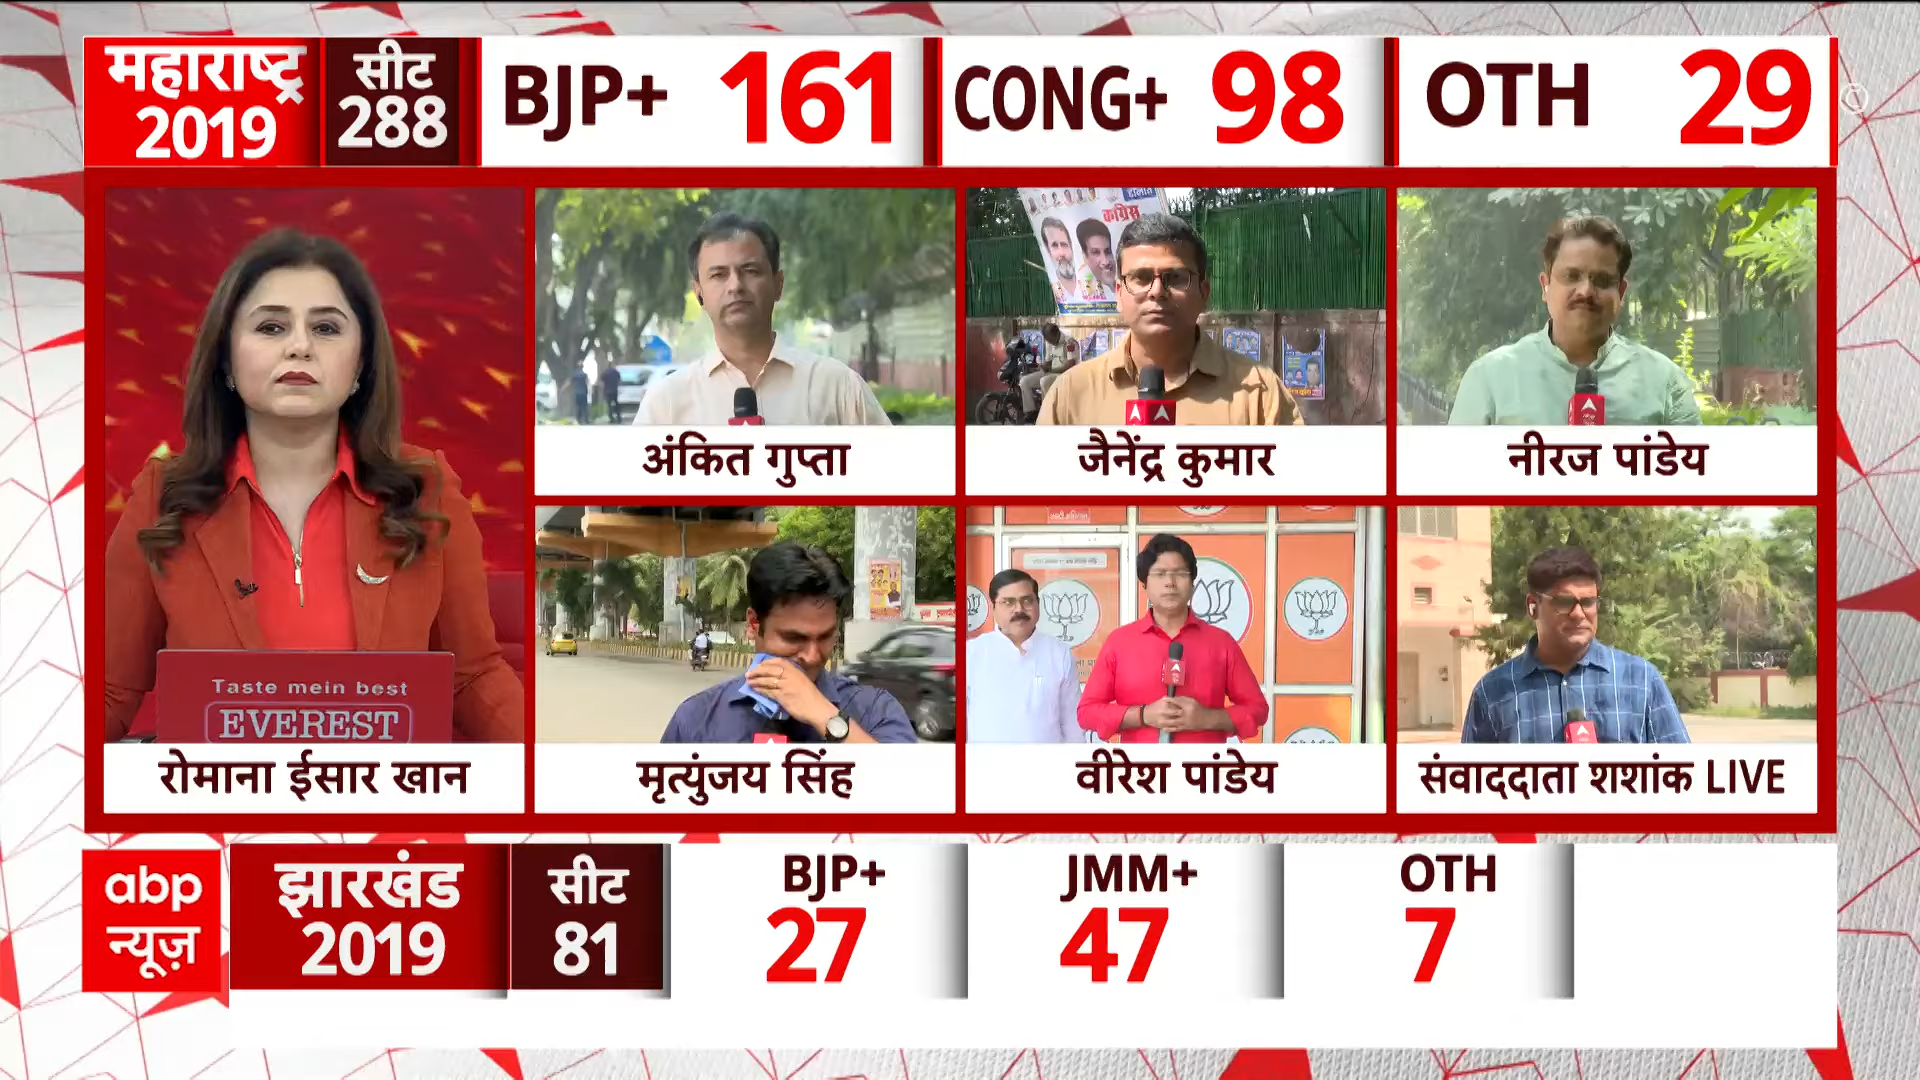 महाराष्ट्र
2019
सीट
288
BJP+ 161
CONG+ 98
OTH 29
कांग्रेस
Taste mein best
EVEREST
अंकित गुप्ता
जैनेंद्र कुमार
नीरज पांडेय
रोमाना ईसार खान
मृत्युंजय सिंह
वीरेश पांडेय
संवाददाता शशांक LIVE
abp
न्यूज़
झारखंड
2019
सीट
81
BJP+
27
JMM+
47
OTH
7